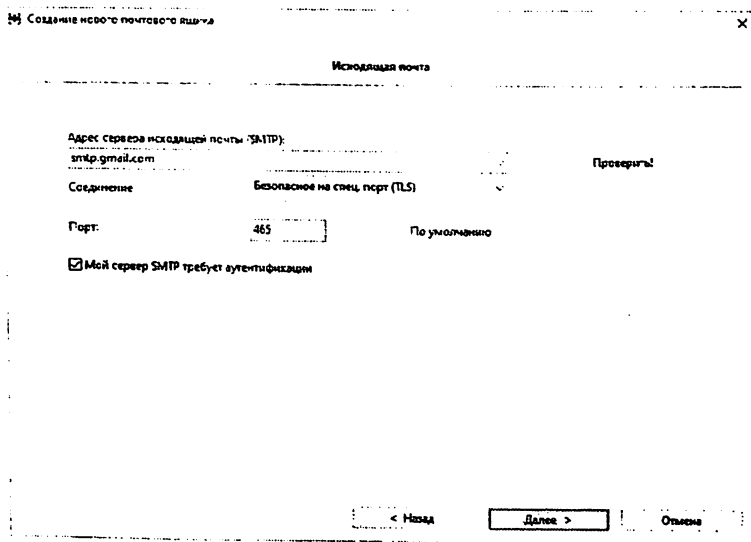 Создание нового почтового ящика
Исходящая почта
Адрес сервера исходящей почты (SMTP):
smtp.gmail.com
Проверить!
Соединение Безопасное на спец. порт (TLS)
Порт: 465 По умолчанию
Мой сервер SMTP требует аутентификации
< Назад Далее > Отмена